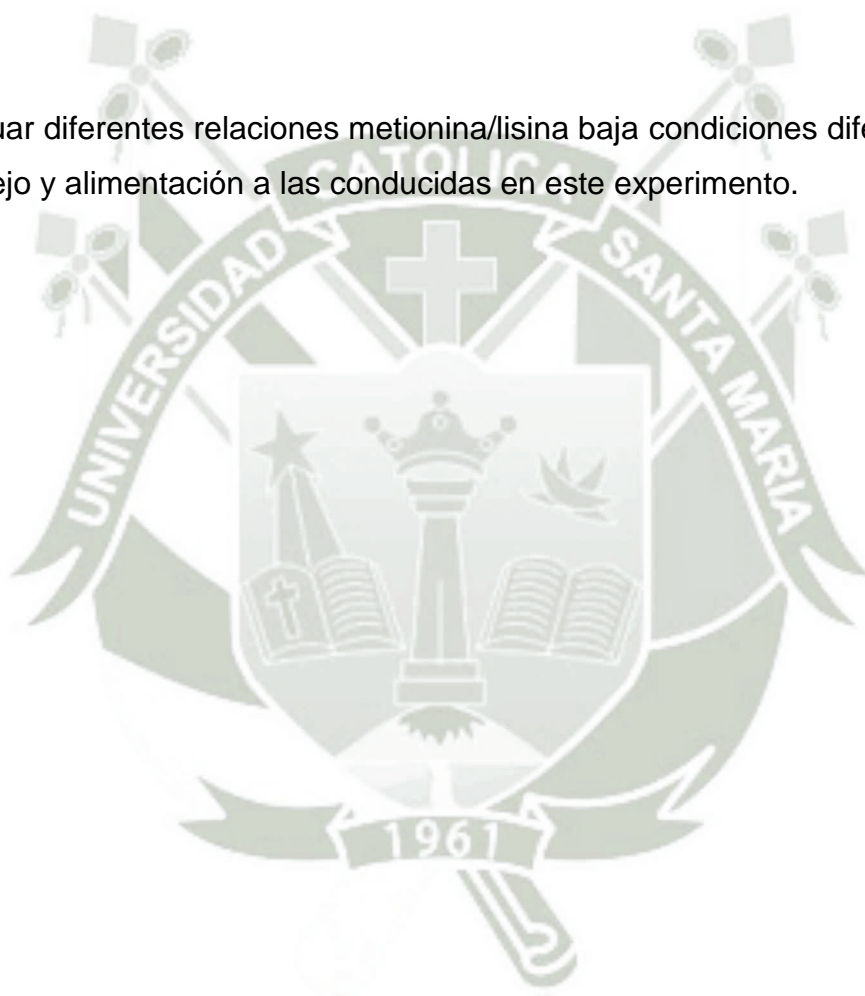 uar diferentes relaciones metionina/lisina baja condiciones dife
ejo y alimentación a las conducidas en este experimento.
CATOLICA
UNIVERSIDAD
SANTA MARIA
1961